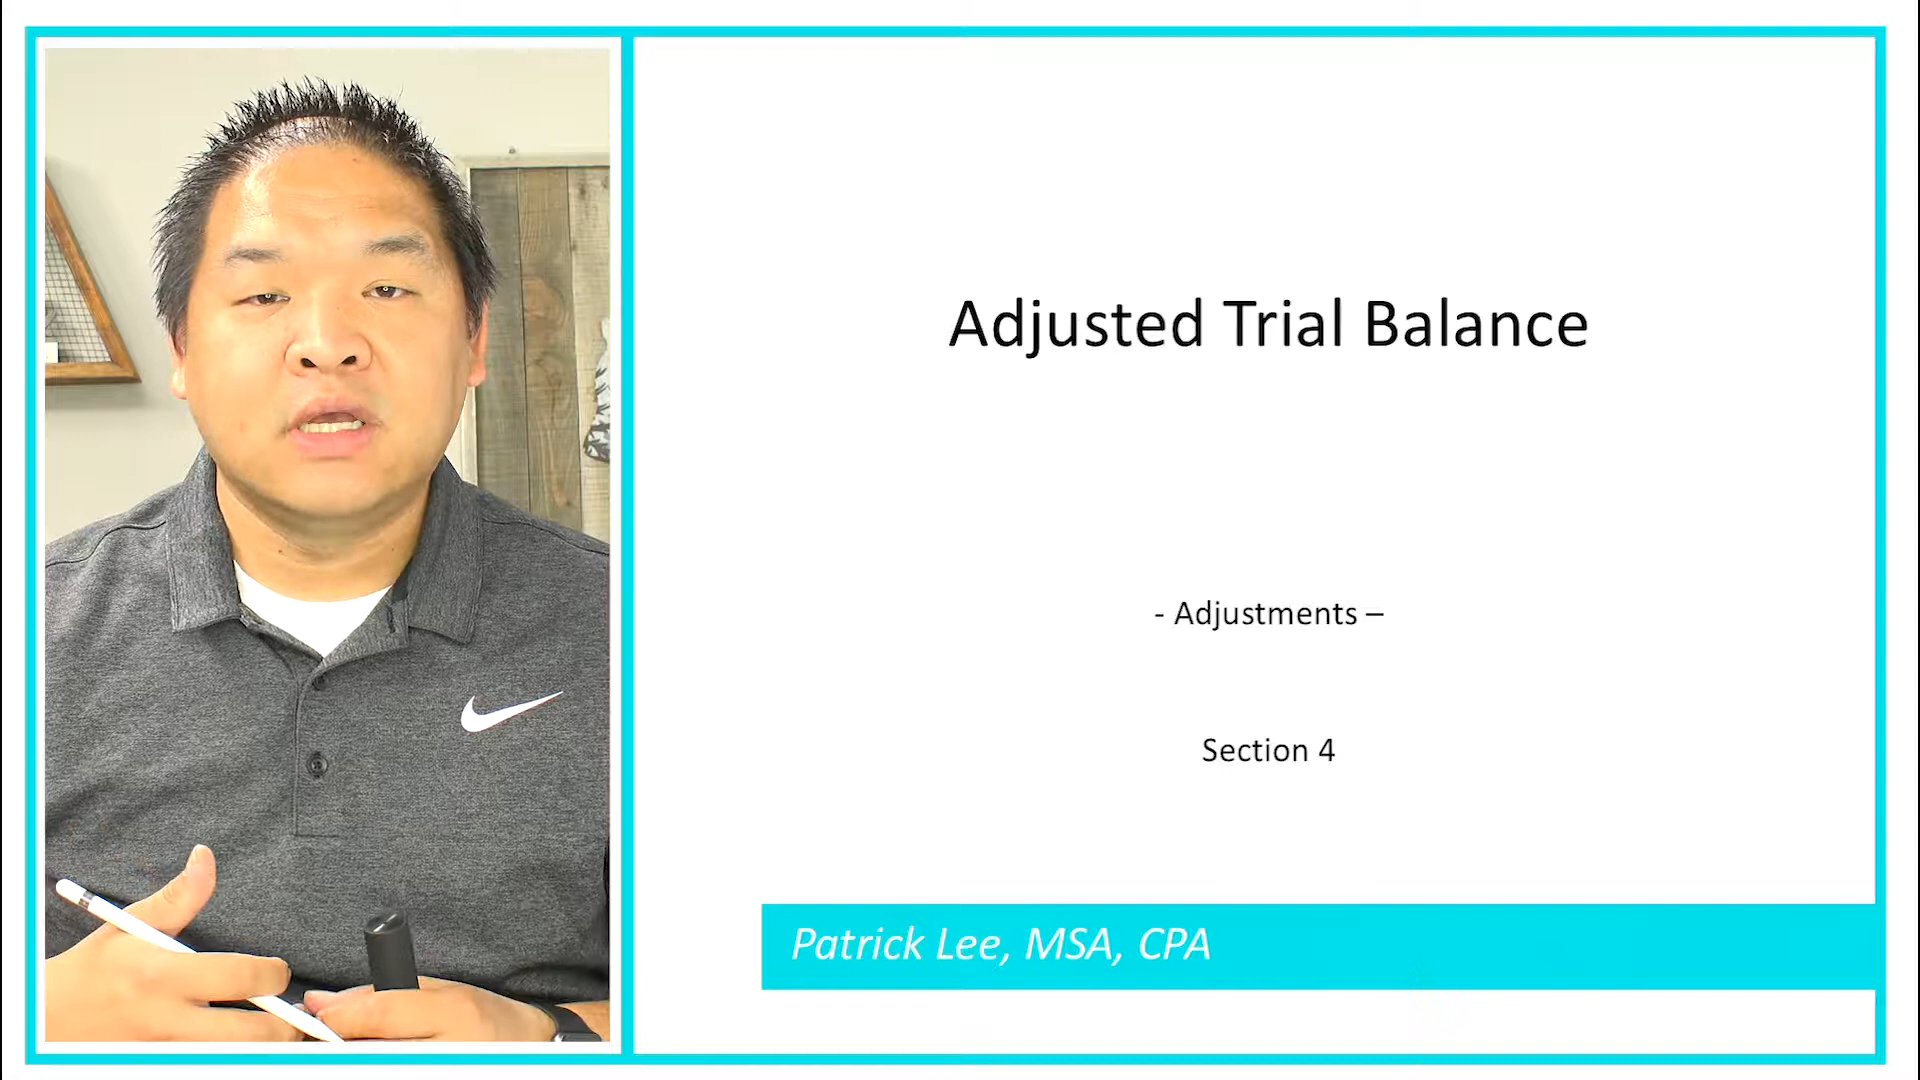 Adjusted Trial Balance
- Adjustments –
Section 4
Patrick Lee, MSA, CPA